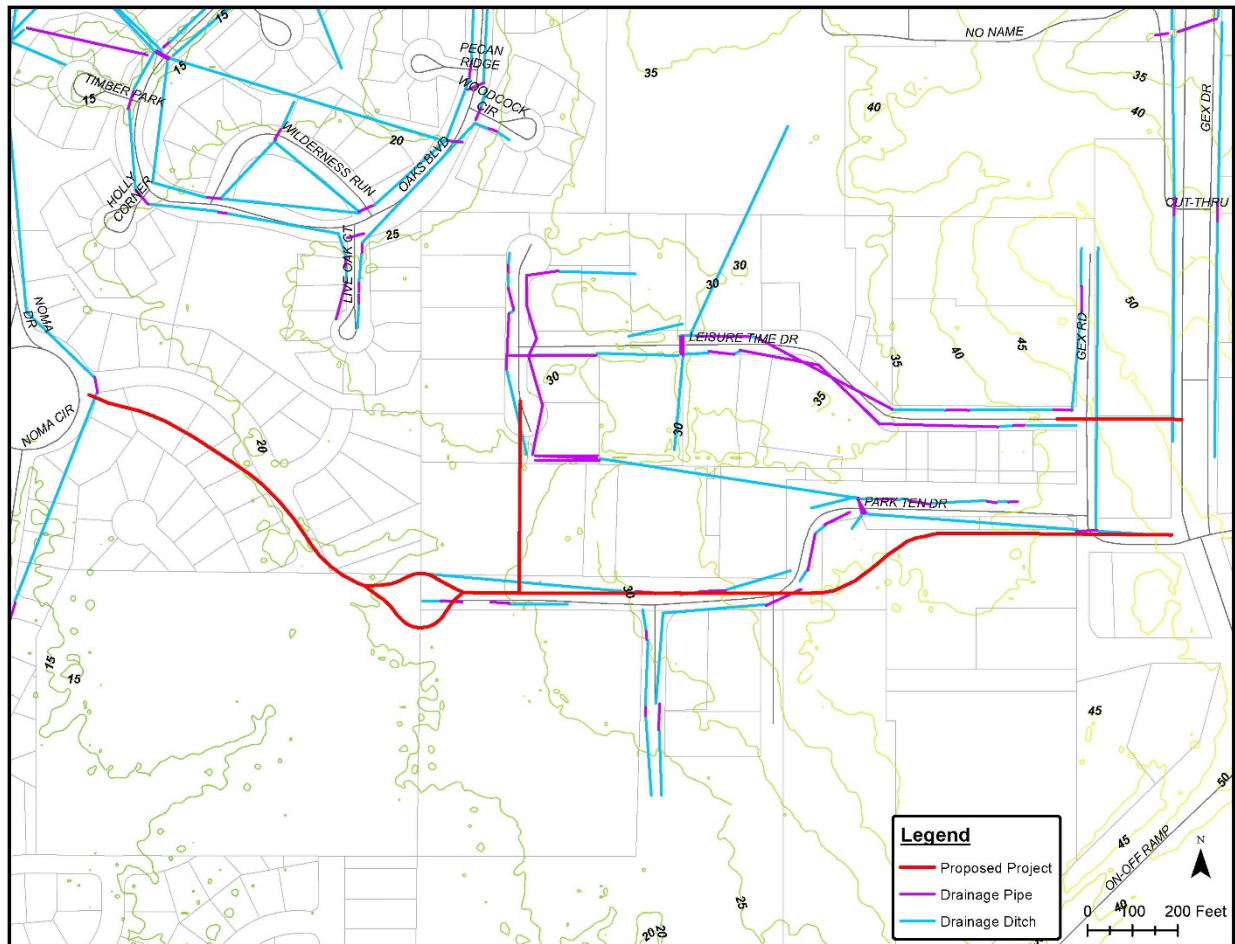 15
NO NAME
PECAN
RIDGE
35
15
TIMBER PARK
15
WOODCOCK
CIR
35
40
40
GEX DR
WILDERNESS RUN
20
OAKS BLVD
HOLLY
CORNER
CUT-THRU
25
LIVE OAK CT
30
30
50
NOMA
DR
LEISURE TIME DR
35
40
45
GEX RD
30
35
NOMA CIR
20
30
PARK TEN DR
30
15
15
45
50
ON-OFF RAMP
45
40
25
20
20
Legend
Proposed Project
Drainage Pipe
Drainage Ditch
N
0 100 200 Feet